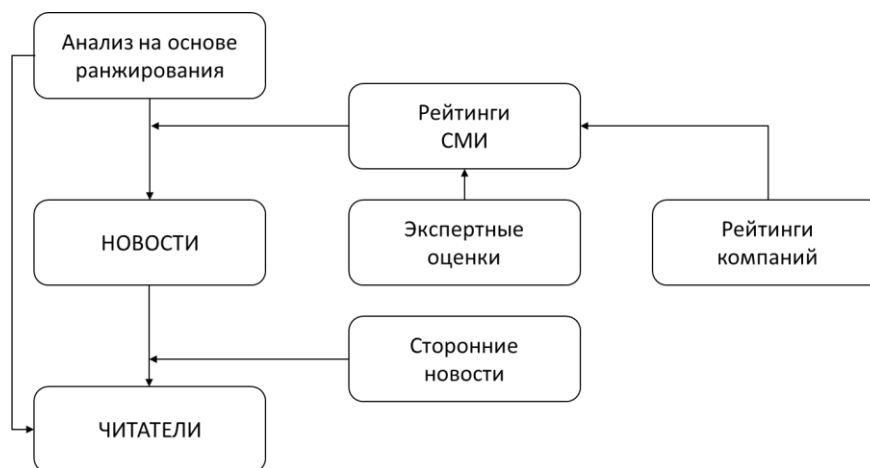 Анализ на основе
ранжирования
Рейтинги
СМИ
НОВОСТИ
Экспертные
оценки
Рейтинги
компаний
Сторонние
новости
ЧИТАТЕЛИ